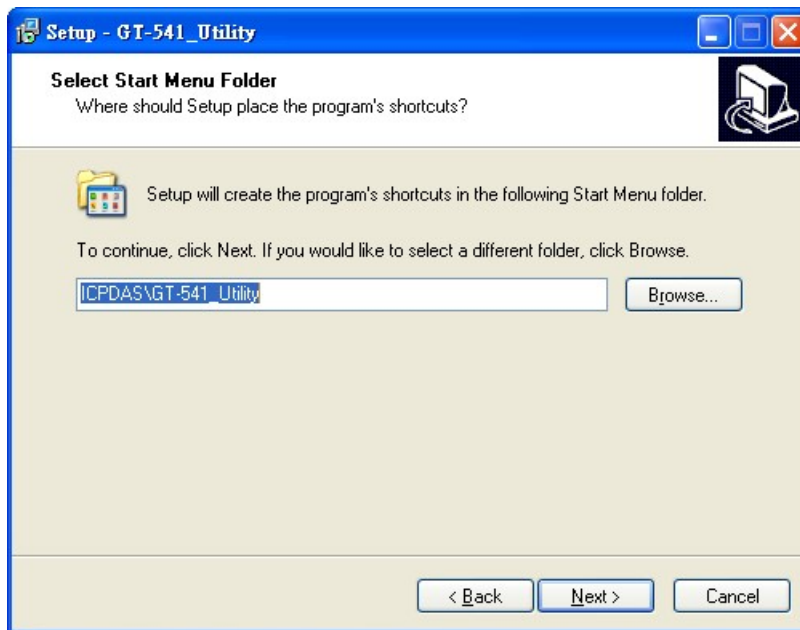 Setup - GT-541_Utility
Select Start Menu Folder
Where should Setup place the program's shortcuts?
Setup will create the program's shortcuts in the following Start Menu folder.
To continue, click Next. If you would like to select a different folder, click Browse.
ICPDAS\GT-541_Utility
Browse...
< Back
Next >
Cancel